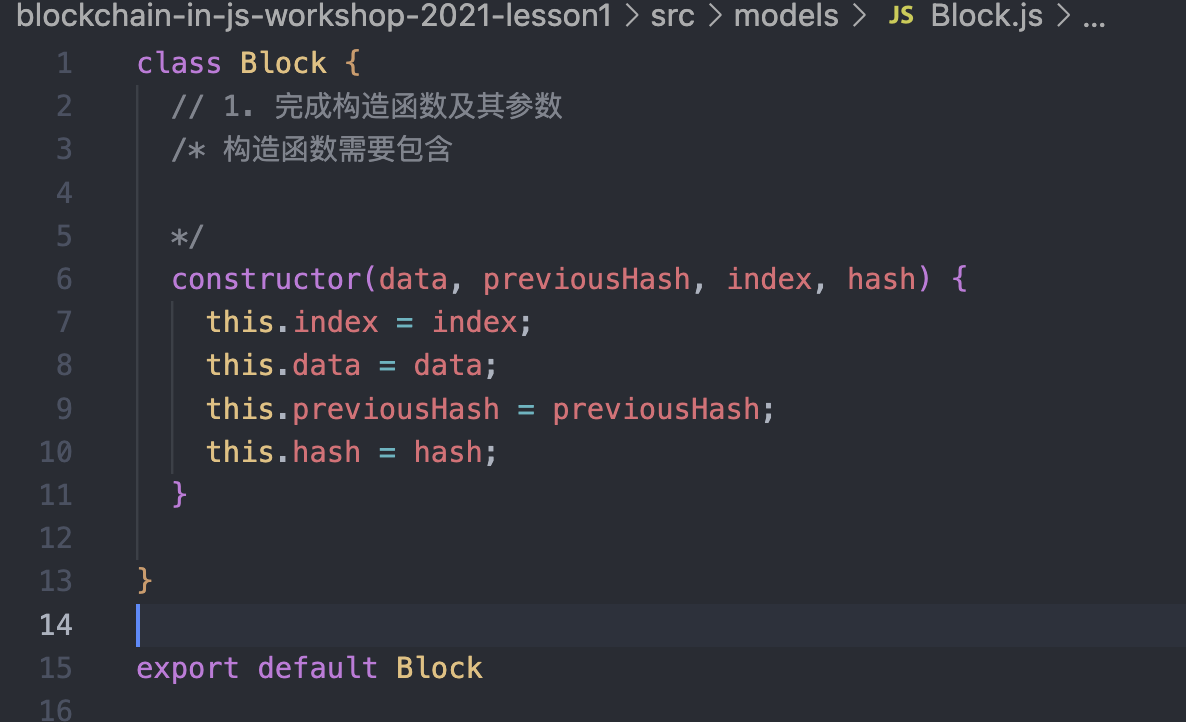 blockchain-in-js-workshop-2021-lesson1 > src > models > JS Block.js > ...
1 class Block {
2 // 1. 完成构造函数及其参数
3 /* 构造函数需要包含
4
5 */
6 constructor(data, previousHash, index, hash) {
7 this.index = index;
8 this.data = data;
9 this.previousHash = previousHash;
10 this.hash = hash;
11 }
12
13 }
14
15 export default Block
16